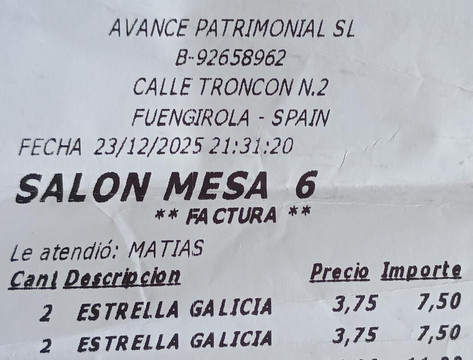 AVANCE PATRIMONIAL SL
B-92658962
CALLE TRONCON N.2
FUENGIROLA - SPAIN
FECHA 23/12/2025 21:31:20
SALON MESA 6
** FACTURA **
Le atendió: MATIAS
Cant Descripcion Precio Importe
2 ESTRELLA GALICIA 3,75 7,50
2 ESTRELLA GALICIA 3,75 7,50